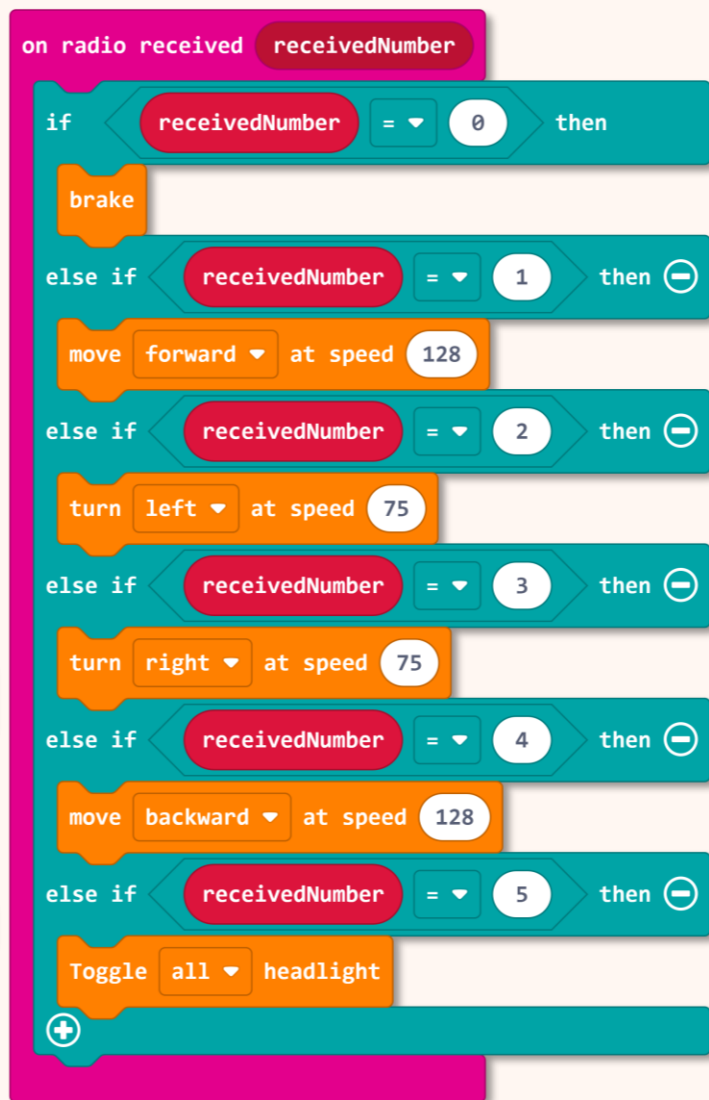 on radio received receivedNumber
if receivedNumber = 0 then
brake
else if receivedNumber = 1 then
move forward at speed 128
else if receivedNumber = 2 then
turn left at speed 75
else if receivedNumber = 3 then
turn right at speed 75
else if receivedNumber = 4 then
move backward at speed 128
else if receivedNumber = 5 then
Toggle all headlight